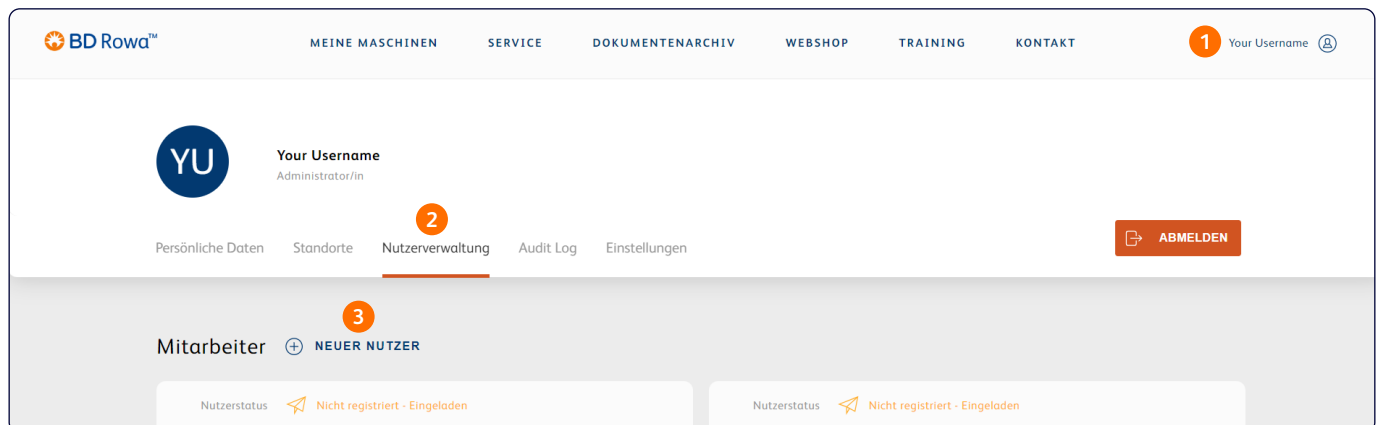 BD Rowa™ MEINE MASCHINEN SERVICE DOKUMENTENARCHIV WEBSHOP TRAINING KONTAKT 1 Your Username
YU
Your Username
Administrator/in
2
Persönliche Daten Standorte Nutzerverwaltung Audit Log Einstellungen
ABMELDEN
3
Mitarbeiter NEUER NUTZER
Nutzerstatus Nicht registriert - Eingeladen
Nutzerstatus Nicht registriert - Eingeladen